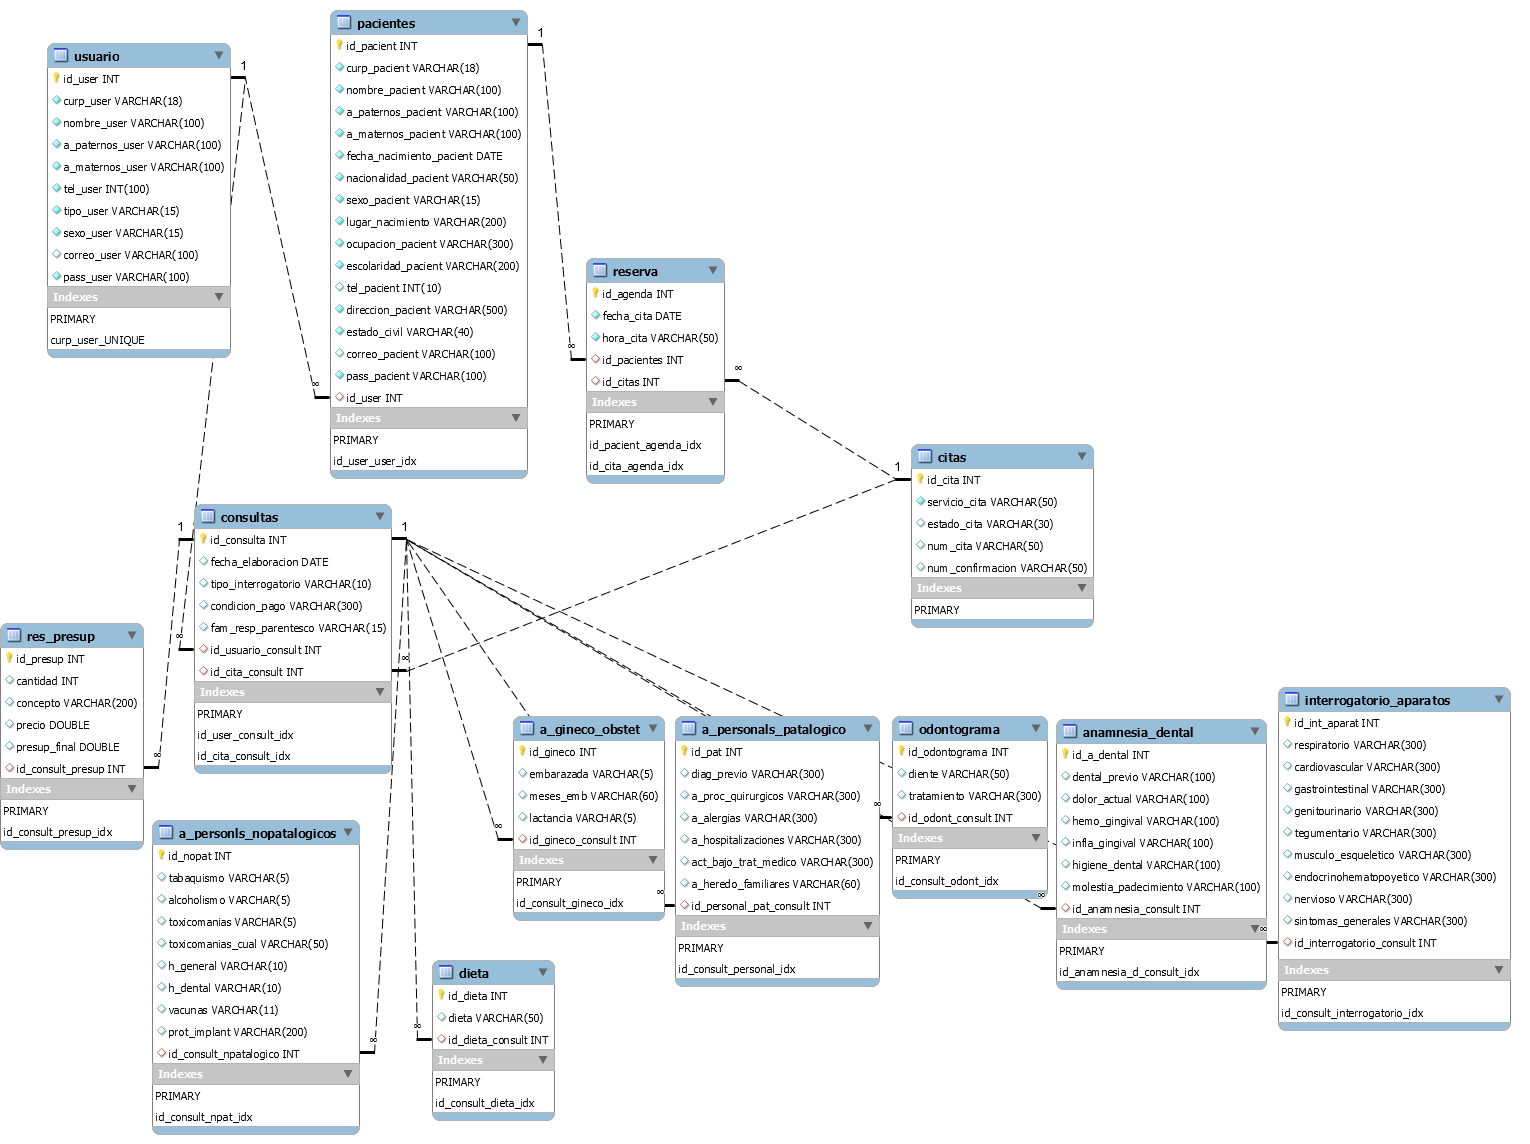 usuario
id_user INT
curp_user VARCHAR(18)
nombre_user VARCHAR(100)
a_paternos_user VARCHAR(100)
a_maternos_user VARCHAR(100)
tel_user INT(100)
tipo_user VARCHAR(15)
sexo_user VARCHAR(15)
correo_user VARCHAR(100)
pass_user VARCHAR(100)
Indexes
PRIMARY
curp_user_UNIQUE
1
pacientes
id_pacient INT
curp_pacient VARCHAR(18)
nombre_pacient VARCHAR(100)
a_paternos_pacient VARCHAR(100)
a_maternos_pacient VARCHAR(100)
fecha_nacimiento_pacient DATE
nacionalidad_pacient VARCHAR(50)
sexo_pacient VARCHAR(15)
lugar_nacimiento VARCHAR(200)
ocupacion_pacient VARCHAR(300)
escolaridad_pacient VARCHAR(200)
tel_pacient INT(10)
direccion_pacient VARCHAR(500)
estado_civil VARCHAR(40)
correo_pacient VARCHAR(100)
pass_pacient VARCHAR(100)
id_user INT
Indexes
PRIMARY
id_user_user_idx
∞
1
reserva
id_agenda INT
fecha_cita DATE
hora_cita VARCHAR(50)
id_pacientes INT
id_citas INT
Indexes
PRIMARY
id_pacient_agenda_idx
id_cita_agenda_idx
∞
∞
citas
id_cita INT
servicio_cita VARCHAR(50)
estado_cita VARCHAR(30)
num_cita VARCHAR(50)
num_confirmacion VARCHAR(50)
Indexes
PRIMARY
1
consultas
id_consulta INT
fecha_elaboracion DATE
tipo_interrogatorio VARCHAR(10)
condicion_pago VARCHAR(300)
fam_resp_parentesco VARCHAR(15)
id_usuario_consult INT
id_cita_consult INT
Indexes
PRIMARY
id_user_consult_idx
id_cita_consult_idx
1
1
∞
∞
res_presup
id_presup INT
cantidad INT
concepto VARCHAR(200)
precio DOUBLE
presup_final DOUBLE
id_consult_presup INT
Indexes
PRIMARY
id_consult_presup_idx
∞
a_personls_nopatalogicos
id_nopat INT
tabaquismo VARCHAR(5)
alcoholismo VARCHAR(5)
toxicomanias VARCHAR(5)
toxicomanias_cual VARCHAR(50)
h_general VARCHAR(10)
h_dental VARCHAR(10)
vacunas VARCHAR(11)
prot_implant VARCHAR(200)
id_consult_npatalogico INT
Indexes
PRIMARY
id_consult_npat_idx
∞
dieta
id_dieta INT
dieta VARCHAR(50)
id_dieta_consult INT
Indexes
PRIMARY
id_consult_dieta_idx
∞
a_gineco_obstet
id_gineco INT
embarazada VARCHAR(5)
meses_emb VARCHAR(60)
lactancia VARCHAR(5)
id_gineco_consult INT
Indexes
PRIMARY
id_consult_gineco_idx
∞
a_personals_patalogico
id_pat INT
diag_previo VARCHAR(300)
a_proc_quirurgicos VARCHAR(300)
a_alergias VARCHAR(300)
a_hospitalizaciones VARCHAR(300)
act_bajo_trat_medico VARCHAR(300)
a_heredo_familiares VARCHAR(60)
id_personal_pat_consult INT
Indexes
PRIMARY
id_consult_personal_idx
∞
odontograma
id_odontograma INT
diente VARCHAR(50)
tratamiento VARCHAR(300)
id_odont_consult INT
Indexes
PRIMARY
id_consult_odont_idx
∞
anamnesia_dental
id_a_dental INT
dental_previo VARCHAR(100)
dolor_actual VARCHAR(100)
hemo_gingival VARCHAR(100)
infla_gingival VARCHAR(100)
higiene_dental VARCHAR(100)
molestia_padecimiento VARCHAR(100)
id_anamnesia_consult INT
Indexes
PRIMARY
id_anamnesia_d_consult_idx
∞
interrogatorio_aparatos
id_int_aparat INT
respiratorio VARCHAR(300)
cardiovascular VARCHAR(300)
gastrointestinal VARCHAR(300)
genitourinario VARCHAR(300)
tegumentario VARCHAR(300)
musculo_esqueletico VARCHAR(300)
endocrinohematopoyetico VARCHAR(300)
nervioso VARCHAR(300)
sintomas_generales VARCHAR(300)
id_interrogatorio_consult INT
Indexes
PRIMARY
id_consult_interrogatorio_idx
∞